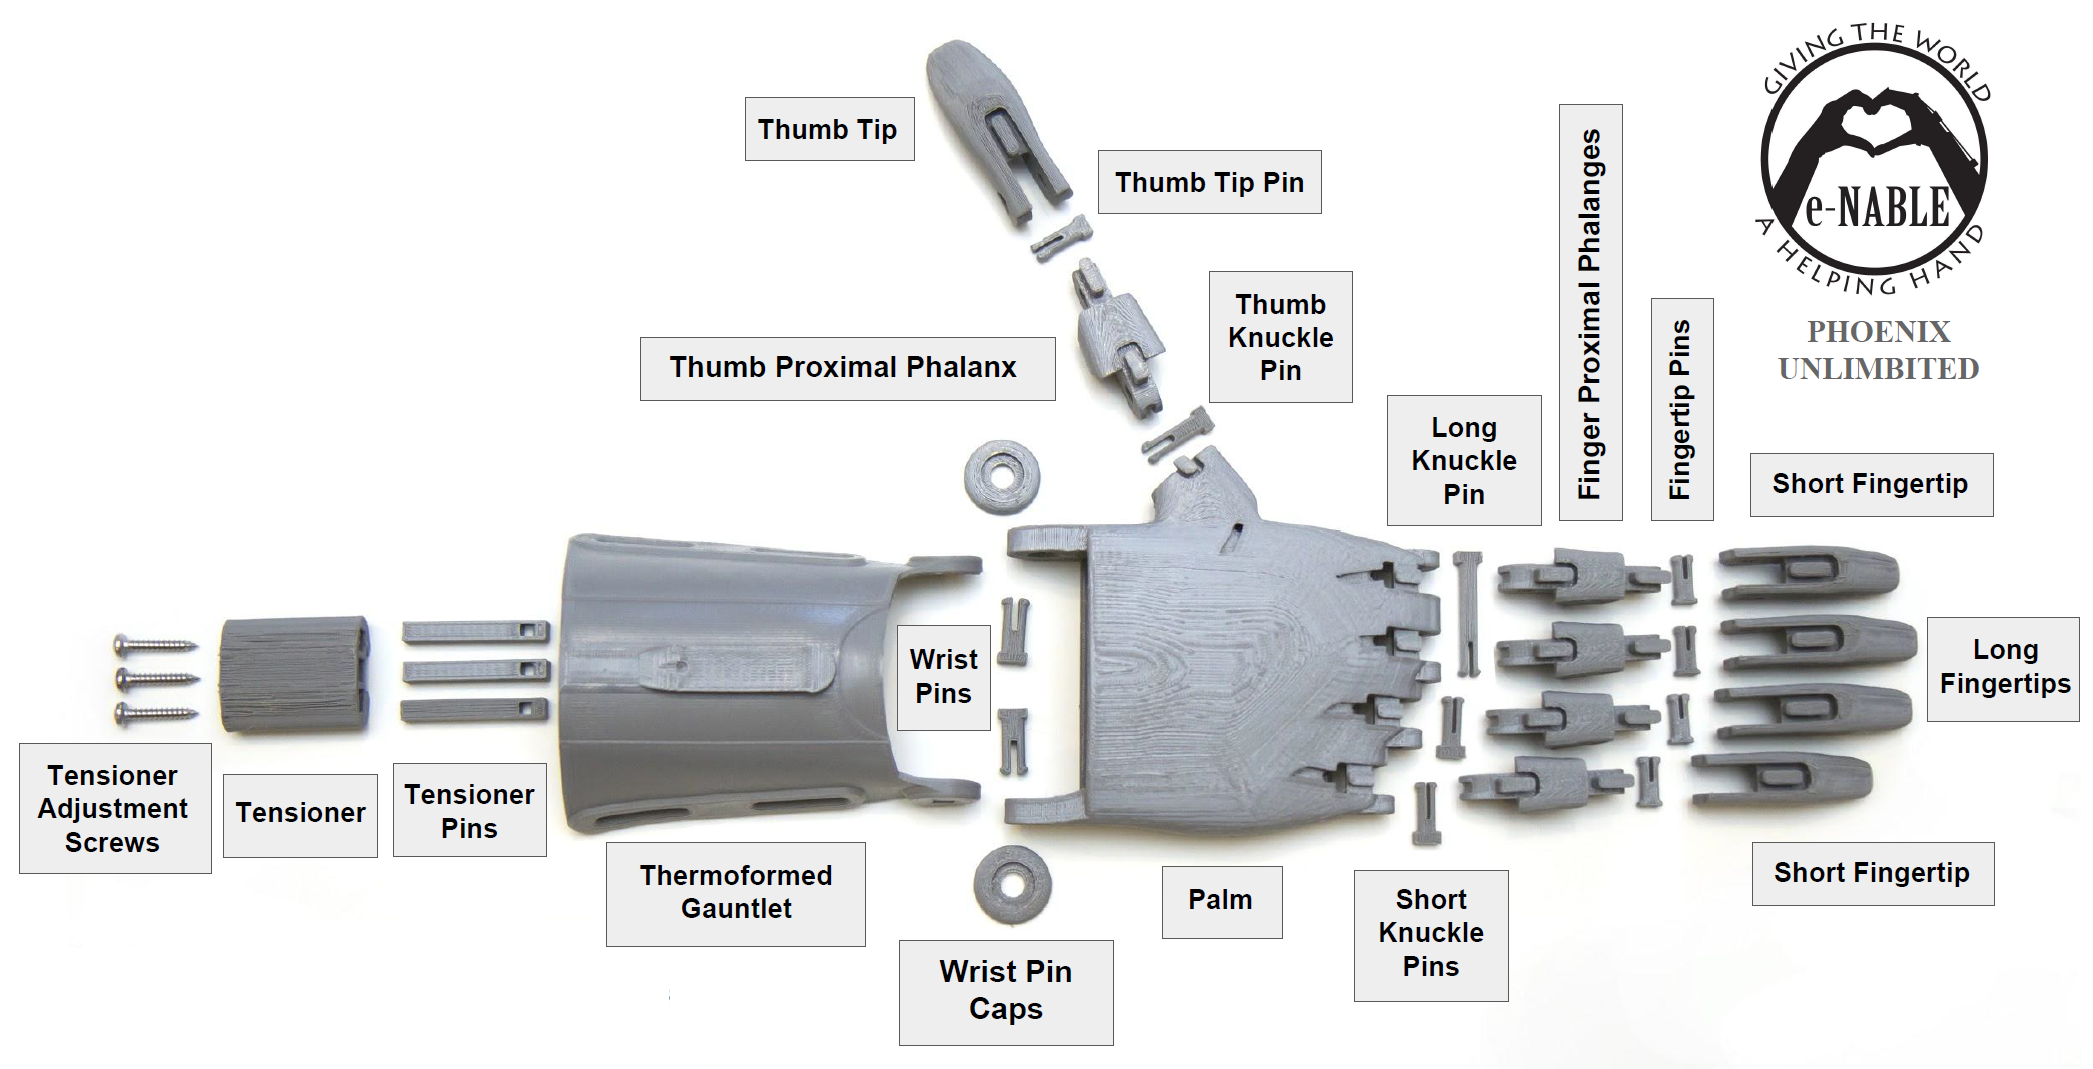 GIVING THE WORLD
A HELPING HAND
e-NABLE
PHOENIX
UNLIMBITED
Thumb Tip
Thumb Tip Pin
Thumb
Knuckle
Pin
Thumb Proximal Phalanx
Long
Knuckle
Pin
Finger Proximal Phalanges
Fingertip Pins
Short Fingertip
Long
Fingertips
Wrist
Pins
Tensioner
Adjustment
Screws
Tensioner
Tensioner
Pins
Thermoformed
Gauntlet
Wrist Pin
Caps
Palm
Short
Knuckle
Pins
Short Fingertip